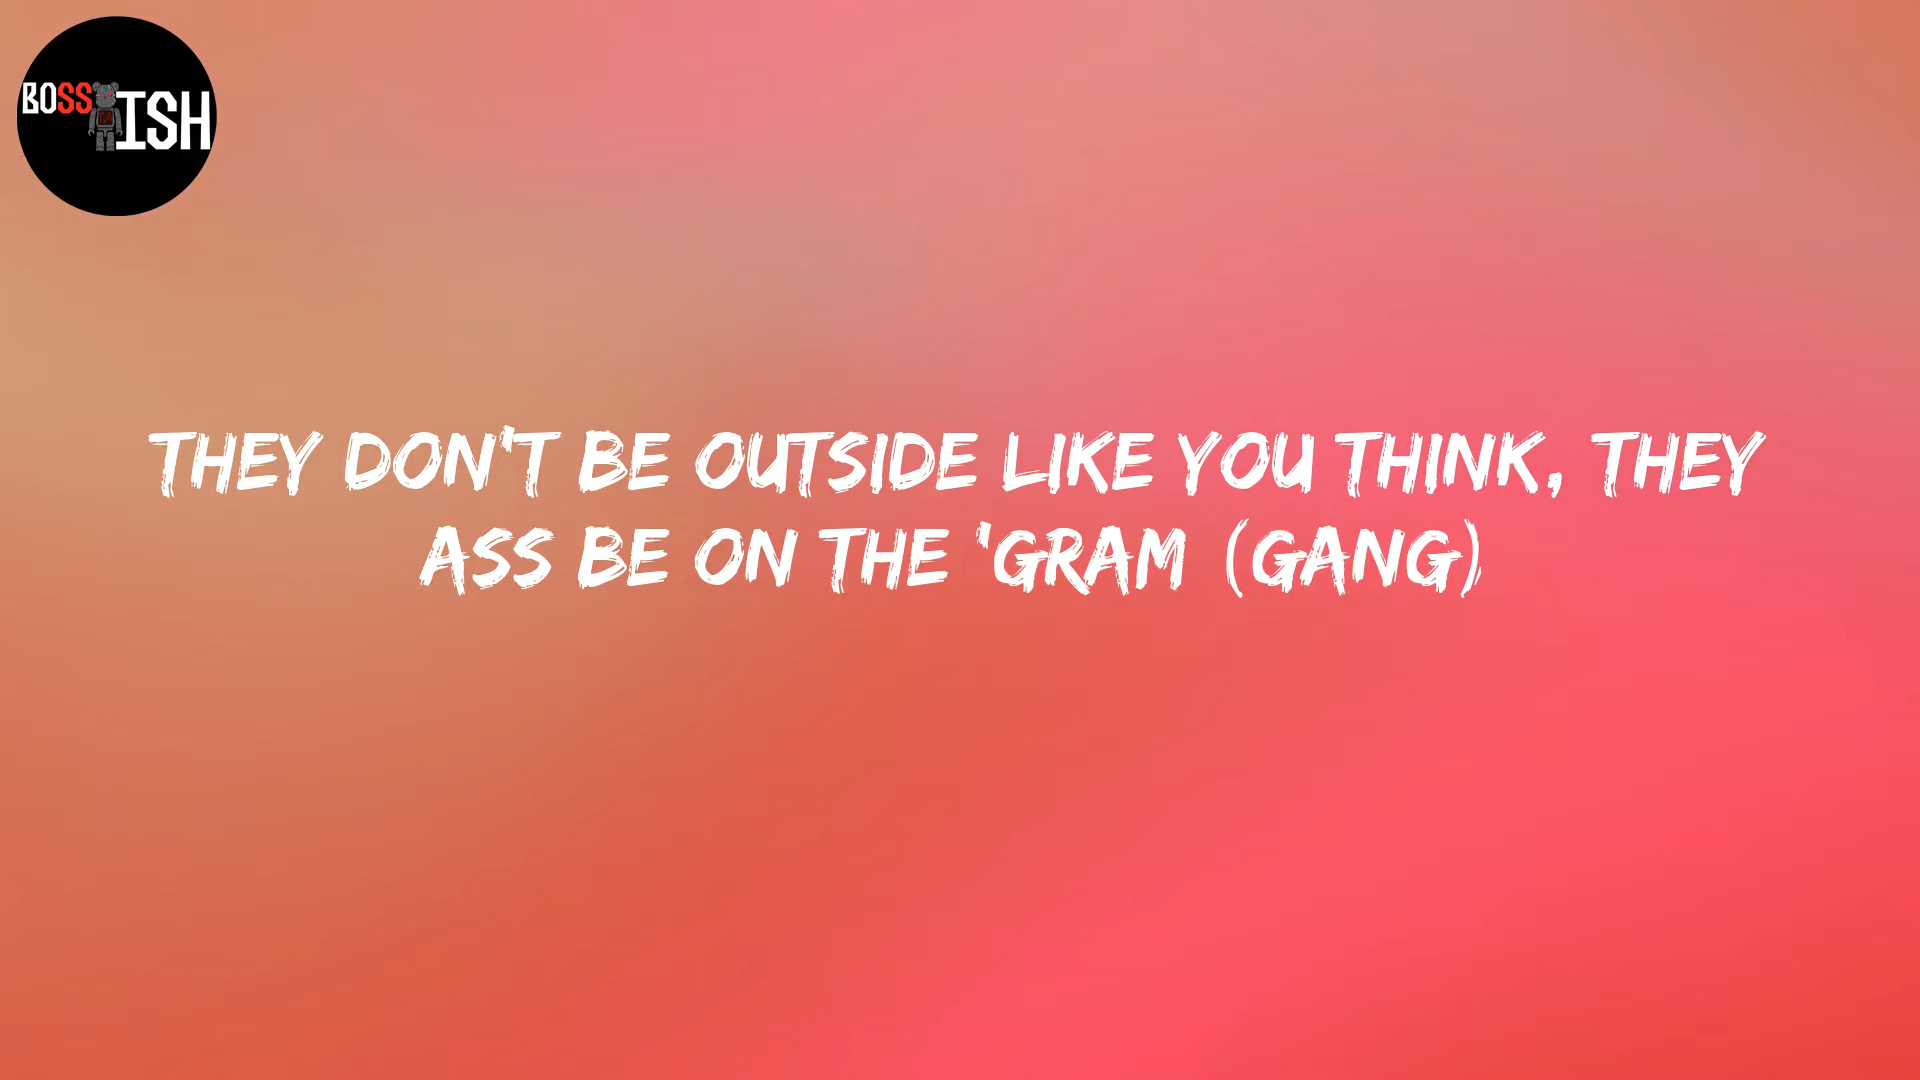 BOSS ISH
THEY DON'T BE OUTSIDE LIKE YOU THINK, THEY
ASS BE ON THE 'GRAM (GANG)